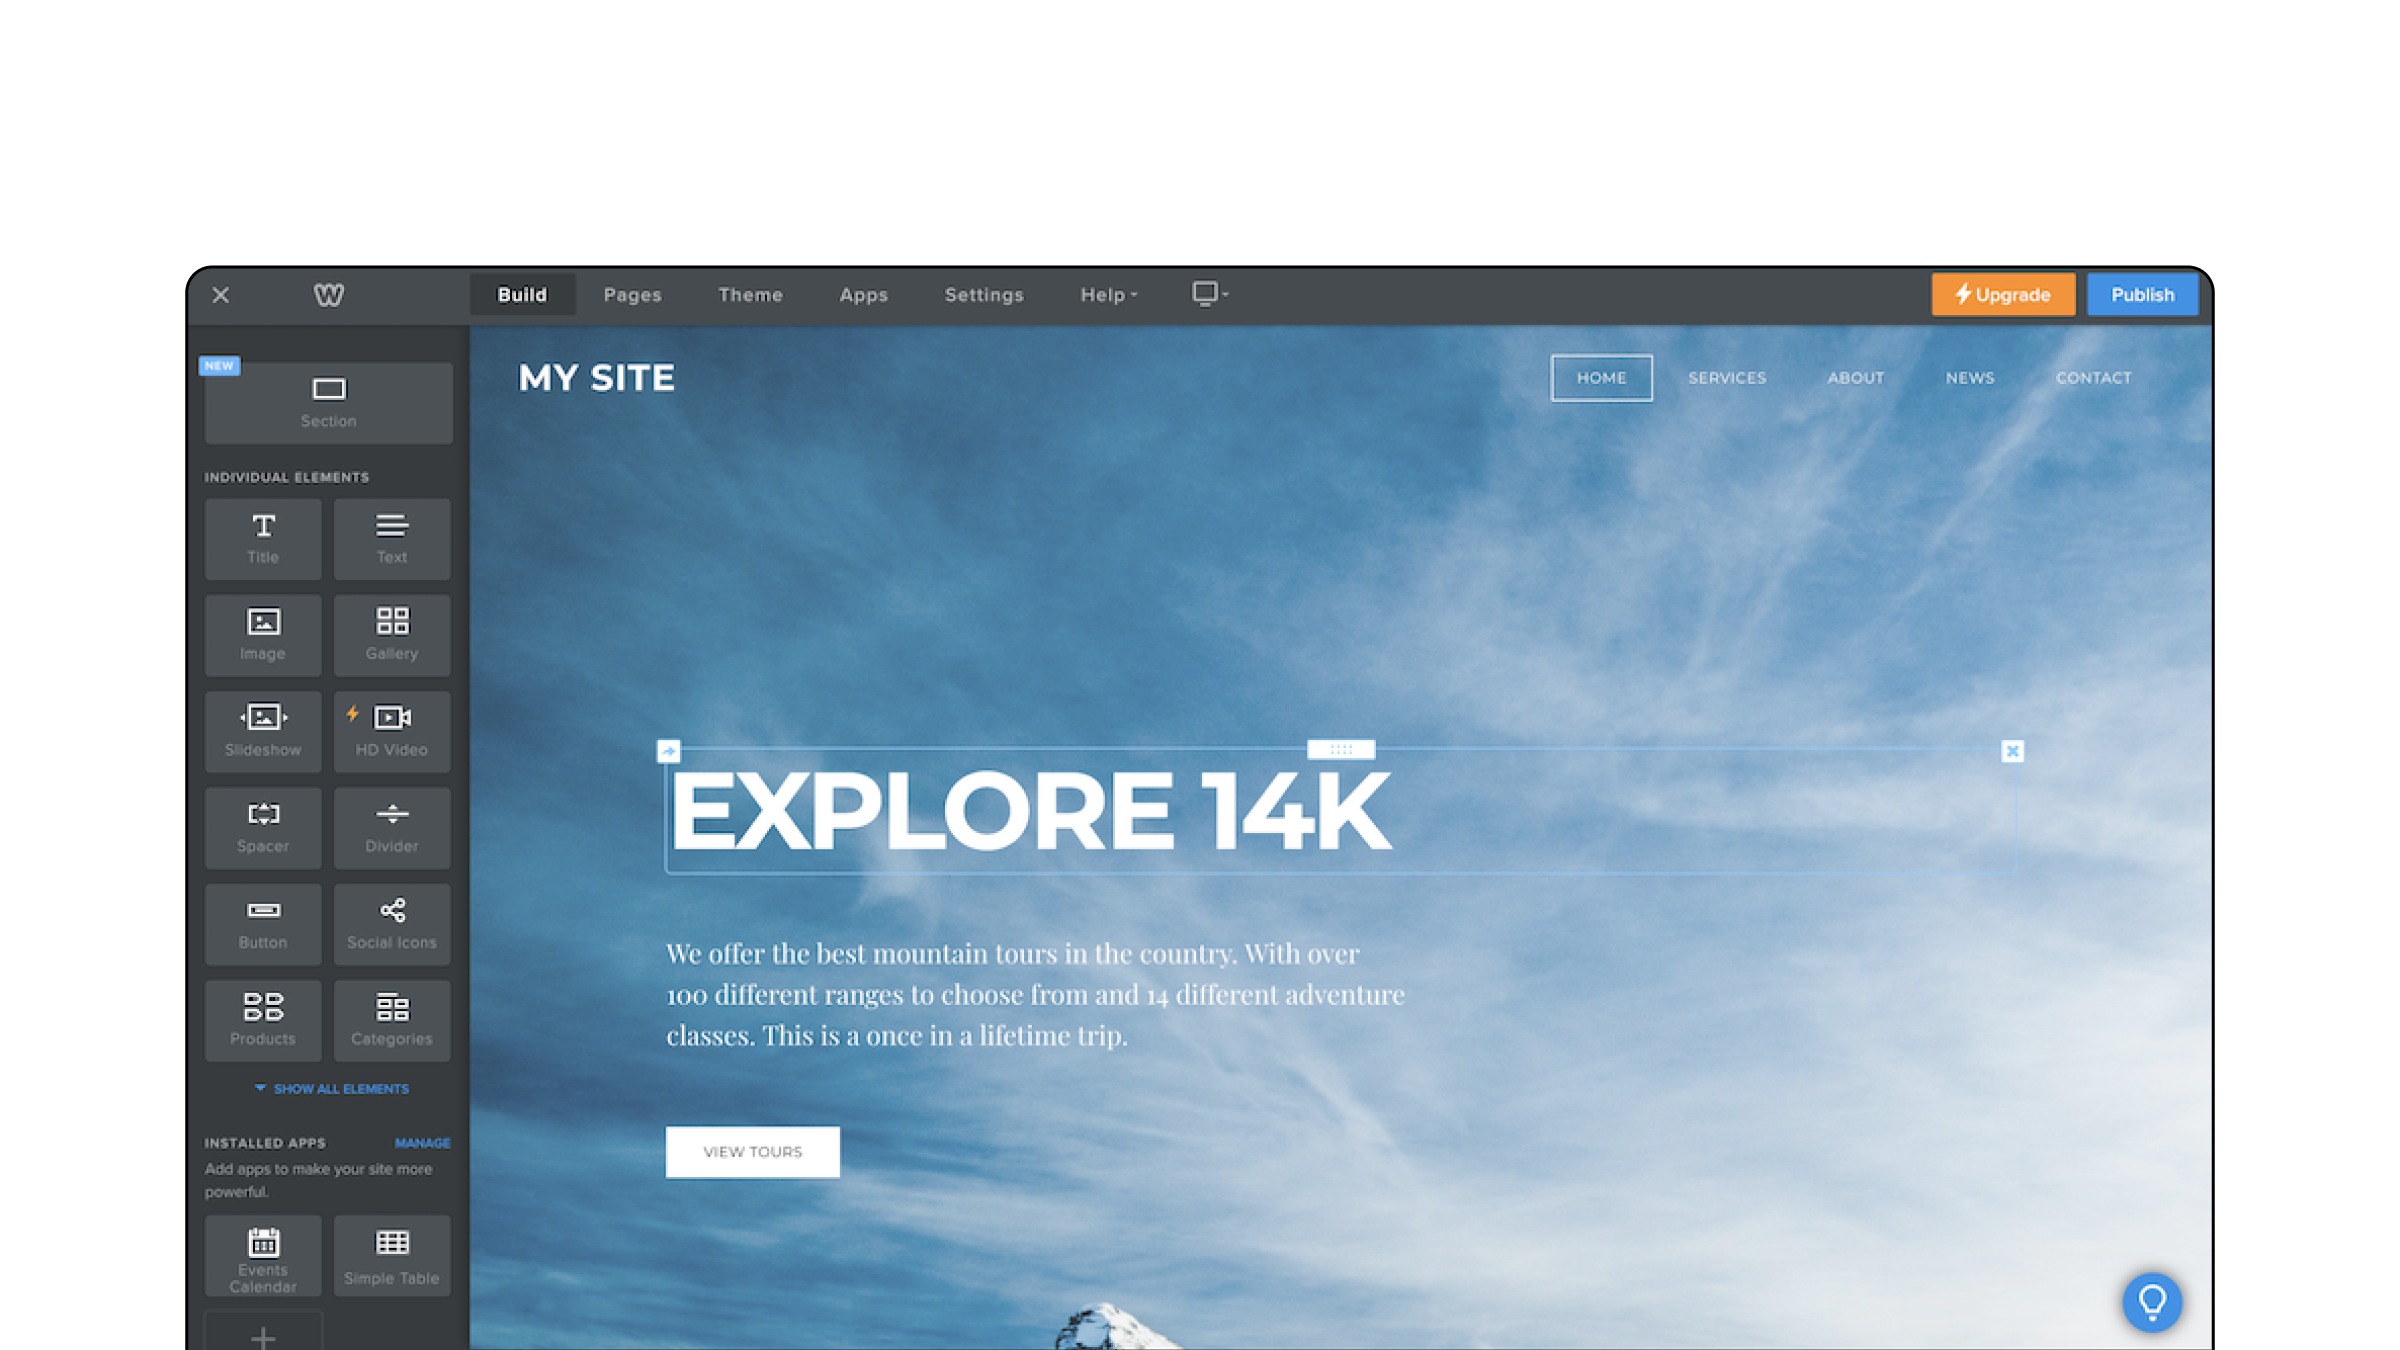 Build Pages Theme Apps Settings Help Upgrade Publish
NEW
Section
INDIVIDUAL ELEMENTS
Title Text
Image Gallery
Slideshow HD Video
Spacer Divider
Button Social Icons
Products Categories
SHOW ALL ELEMENTS
INSTALLED APPS MANAGE
Add apps to make your site more
powerful.
Events
Calendar
Simple Table
MY SITE
HOME SERVICES ABOUT NEWS CONTACT
EXPLORE 14K
We offer the best mountain tours in the country. With over
100 different ranges to choose from and 14 different adventure
classes. This is a once in a lifetime trip.
VIEW TOURS